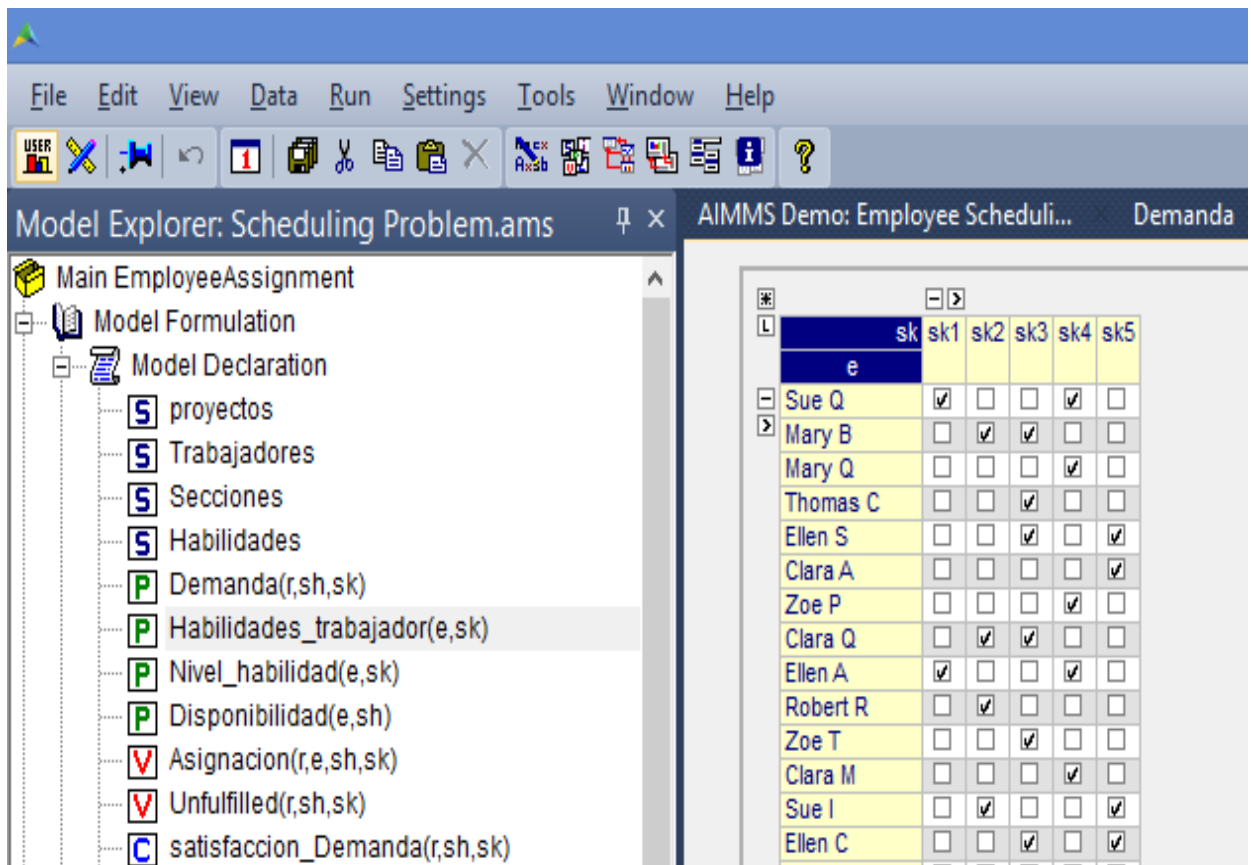 File Edit View Data Run Settings Tools Window Help
USER 1
Model Explorer: Scheduling Problem.ams
Main EmployeeAssignment
Model Formulation
Model Declaration
S proyectos
S Trabajadores
S Secciones
S Habilidades
P Demanda(r,sh,sk)
P Habilidades_trabajador(e,sk)
P Nivel_habilidad(e,sk)
P Disponibilidad(e,sh)
V Asignacion(r,e,sh,sk)
V Unfulfilled(r,sh,sk)
C satisfaccion_Demanda(r,sh,sk)
AIMMS Demo: Employee Scheduli... Demanda
L sk sk1 sk2 sk3 sk4 sk5
e
Sue Q
Mary B
Mary Q
Thomas C
Ellen S
Clara A
Zoe P
Clara Q
Ellen A
Robert R
Zoe T
Clara M
Sue I
Ellen C